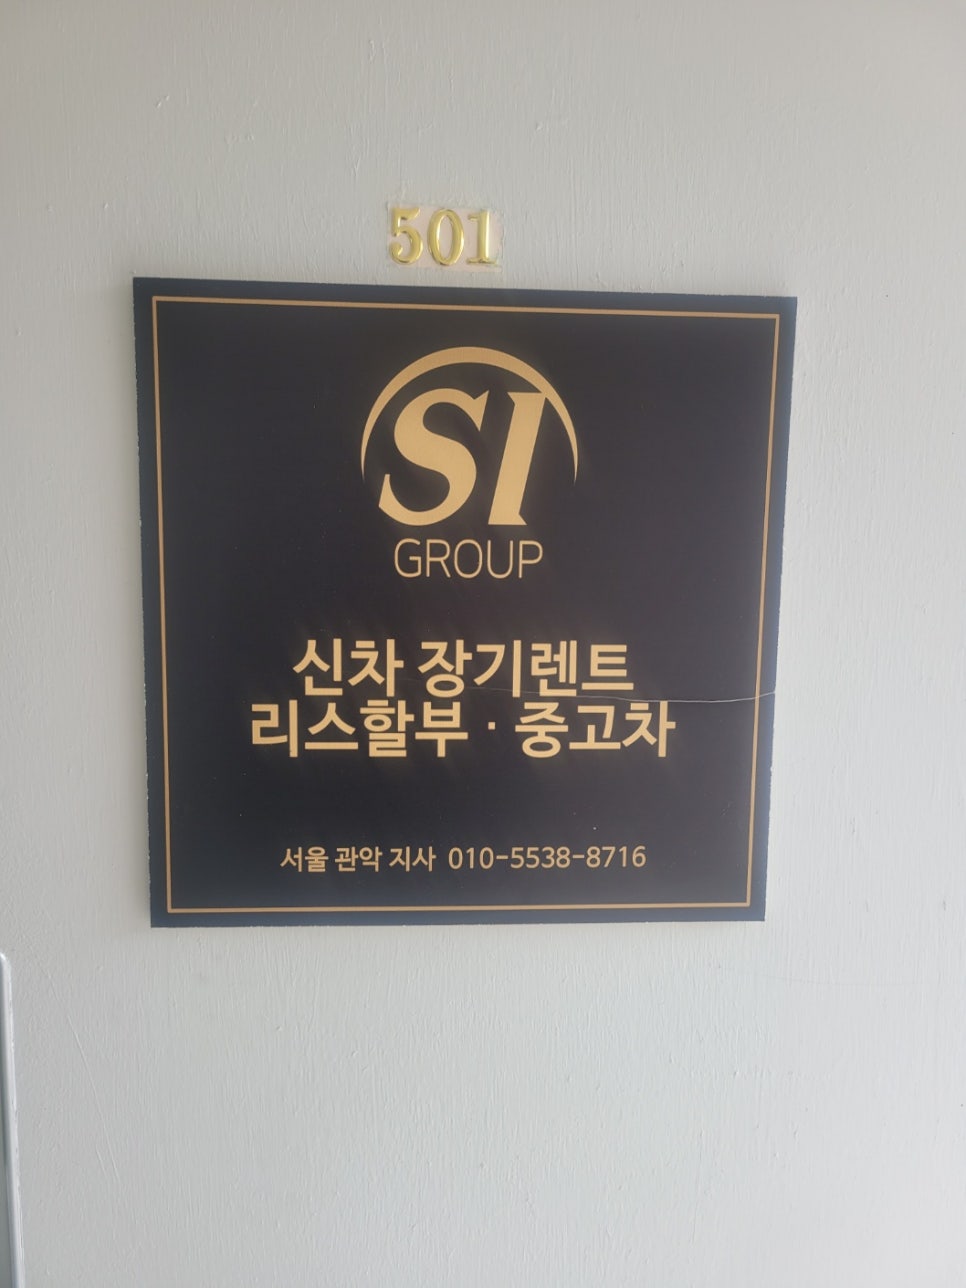 501
SI
GROUP
신차 장기렌트
리스할부 · 중고차
서울 관악 지사 010-5538-8716